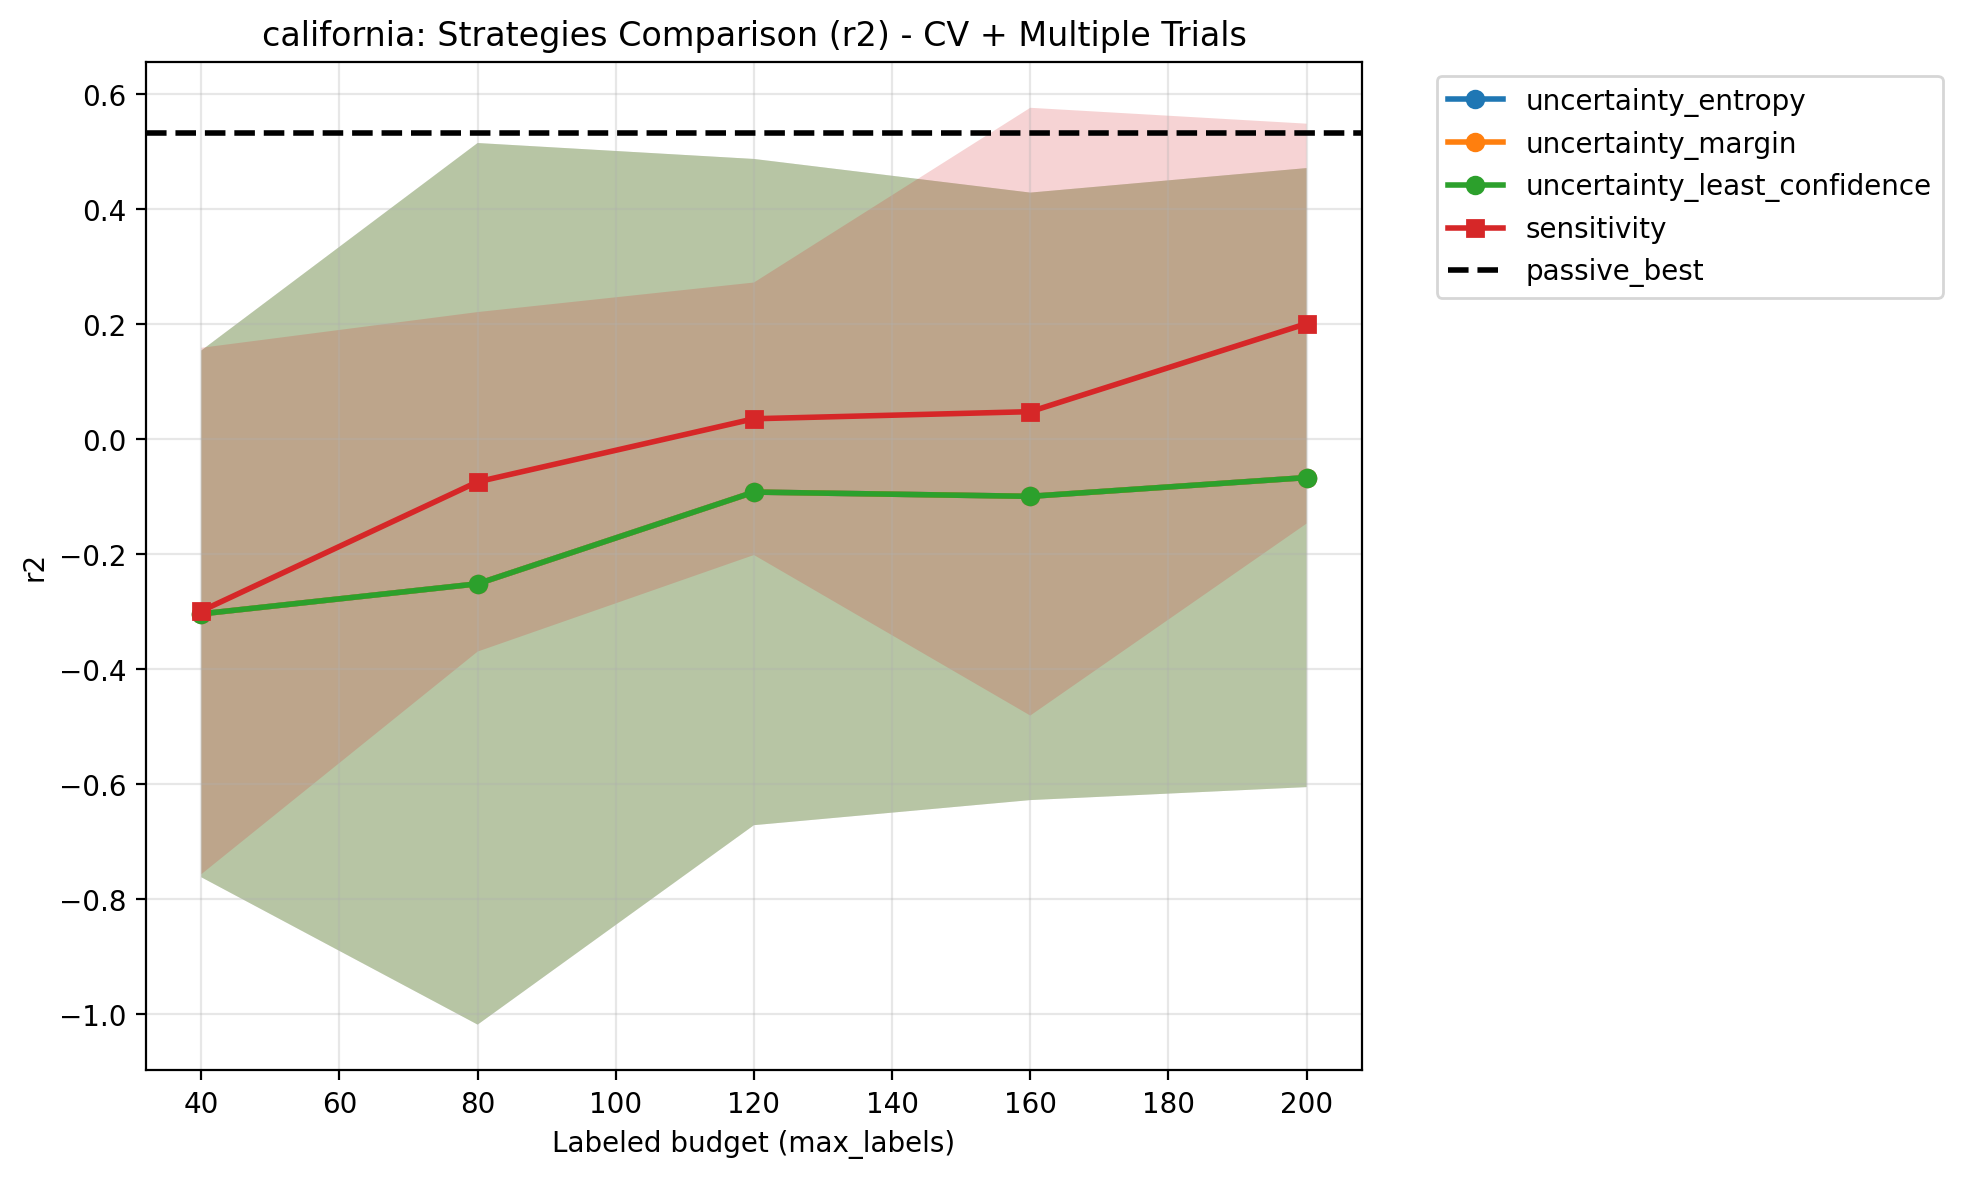 california: Strategies Comparison (r2) - CV + Multiple Trials
r2
0.6
0.4
0.2
0.0
−0.2
−0.4
−0.6
−0.8
−1.0
40 60 80 100 120 140 160 180 200
Labeled budget (max_labels)
uncertainty_entropy
uncertainty_margin
uncertainty_least_confidence
sensitivity
passive_best